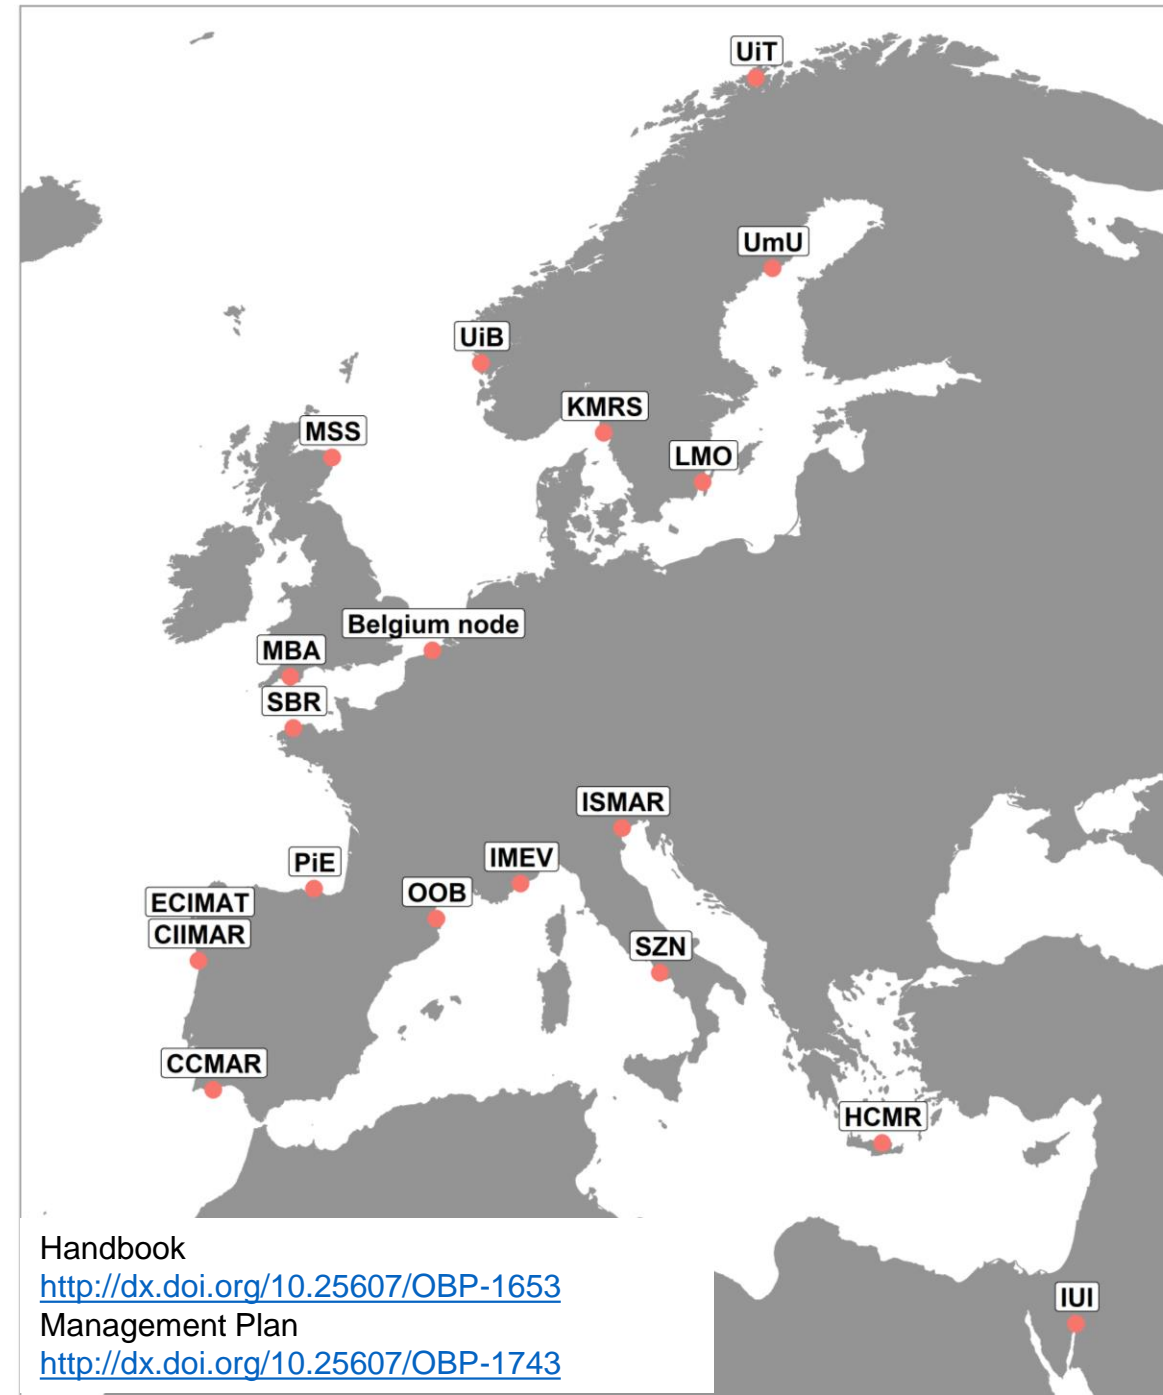 UiT
UmU
UiB
KMRS
MSS
LMO
Belgium node
MBA
SBR
ISMAR
IMEV
PiE
OOB
ECIMAT
CIIMAR
SZN
CCMAR
HCMR
IUI
Handbook
http://dx.doi.org/10.25607/OBP-1653
Management Plan
http://dx.doi.org/10.25607/OBP-1743